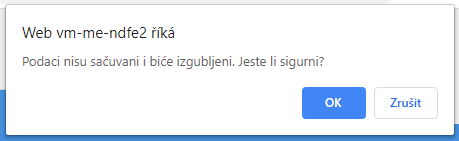 Web vm-me-ndfe2 říká
Podaci nisu sačuvani i biće izgubljeni. Jeste li sigurni?
OK
Zrušit